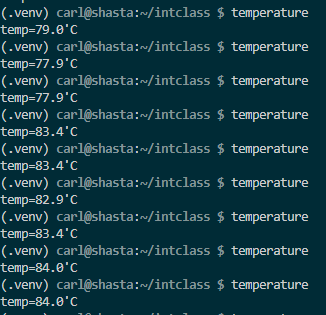 (.venv) carl@shasta:~/intclass $ temperature
temp=79.0'C
(.venv) carl@shasta:~/intclass $ temperature
temp=77.9'C
(.venv) carl@shasta:~/intclass $ temperature
temp=77.9'C
(.venv) carl@shasta:~/intclass $ temperature
temp=83.4'C
(.venv) carl@shasta:~/intclass $ temperature
temp=83.4'C
(.venv) carl@shasta:~/intclass $ temperature
temp=82.9'C
(.venv) carl@shasta:~/intclass $ temperature
temp=83.4'C
(.venv) carl@shasta:~/intclass $ temperature
temp=84.0'C
(.venv) carl@shasta:~/intclass $ temperature
temp=84.0'C